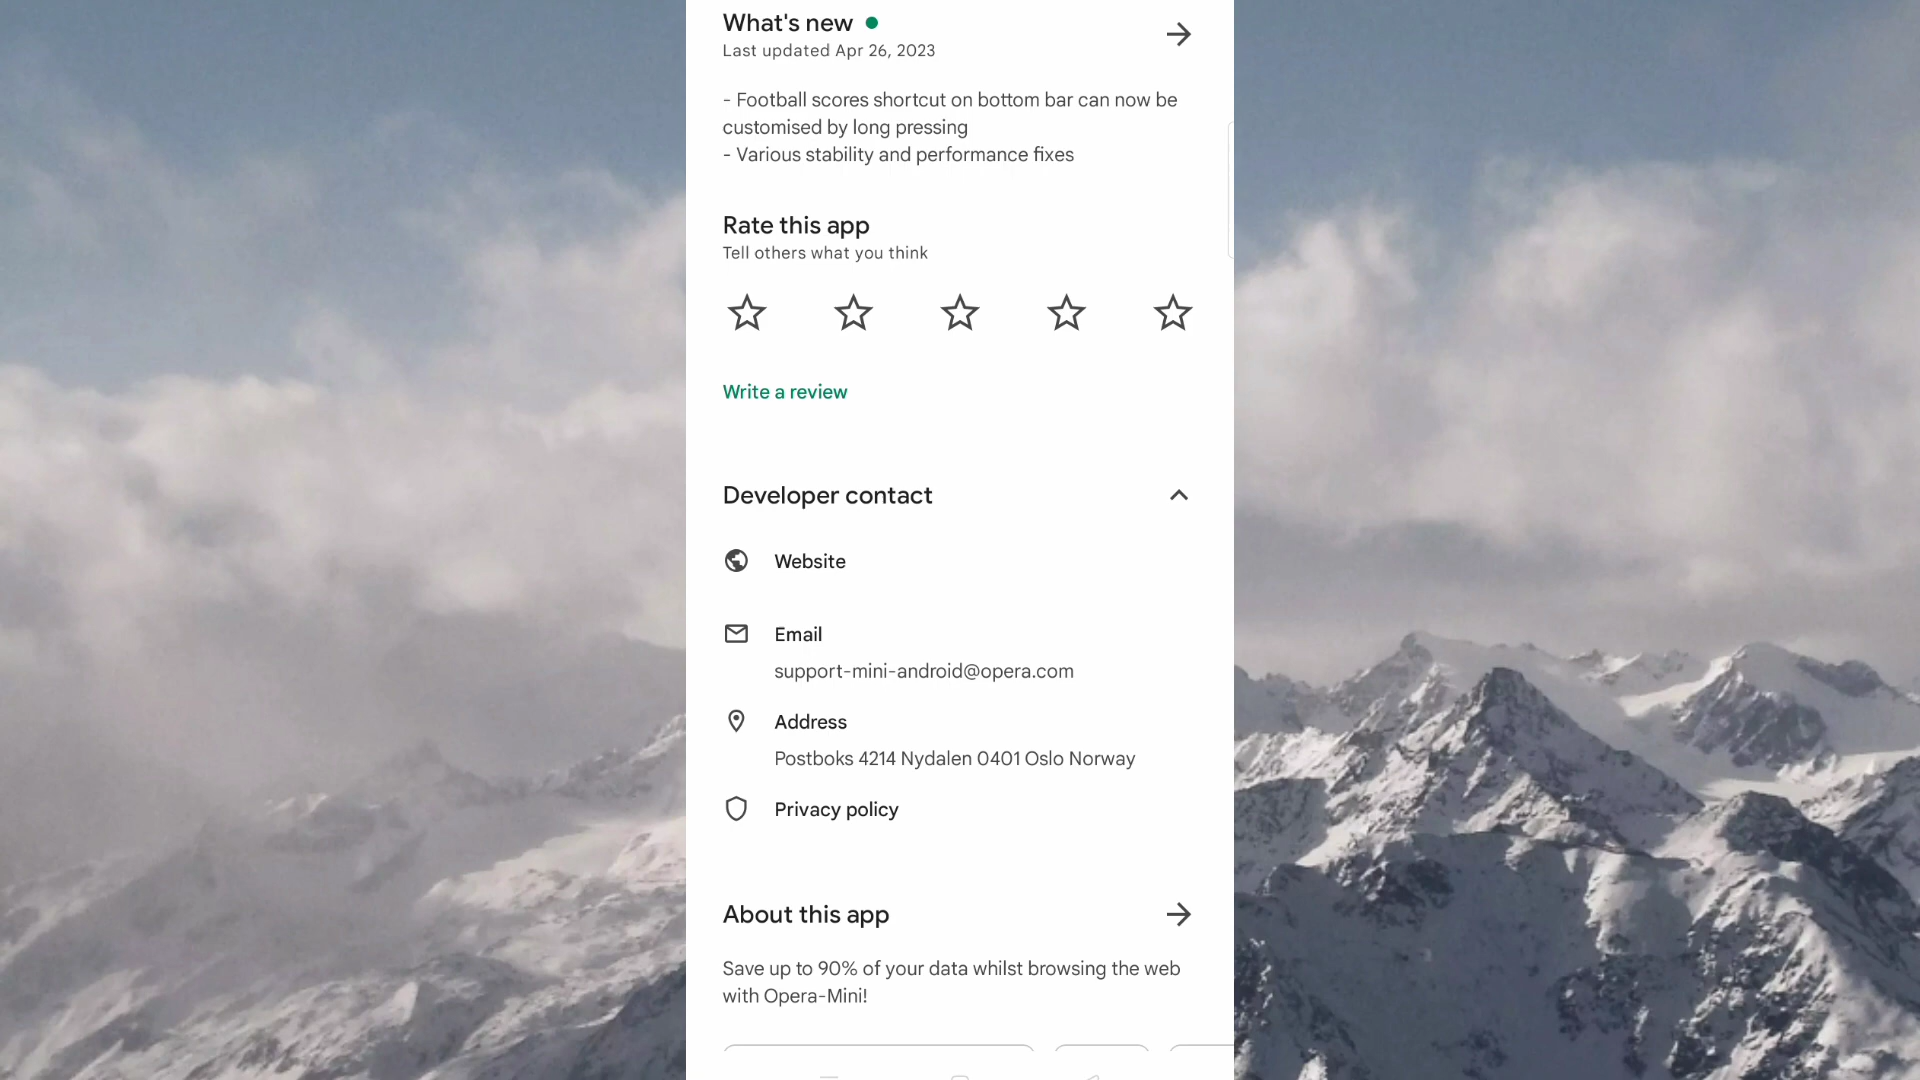 What's new
Last updated Apr 26, 2023
- Football scores shortcut on bottom bar can now be
customised by long pressing
- Various stability and performance fixes
Rate this app
Tell others what you think
Write a review
Developer contact
Website
Email
support-mini-android@opera.com
Address
Postboks 4214 Nydalen 0401 Oslo Norway
Privacy policy
About this app
Save up to 90% of your data whilst browsing the web
with Opera-Mini!